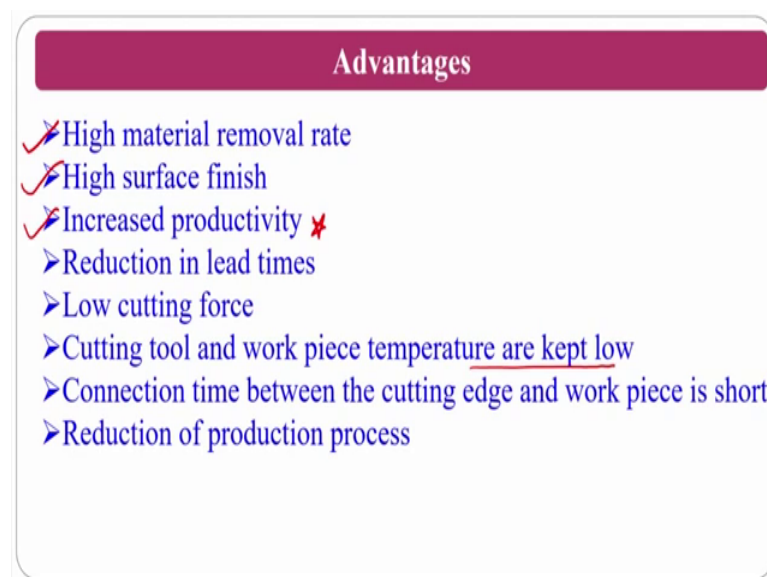 Advantages
➢High material removal rate
➢High surface finish
➢Increased productivity
➢Reduction in lead times
➢Low cutting force
➢Cutting tool and work piece temperature are kept low
➢Connection time between the cutting edge and work piece is short
➢Reduction of production process